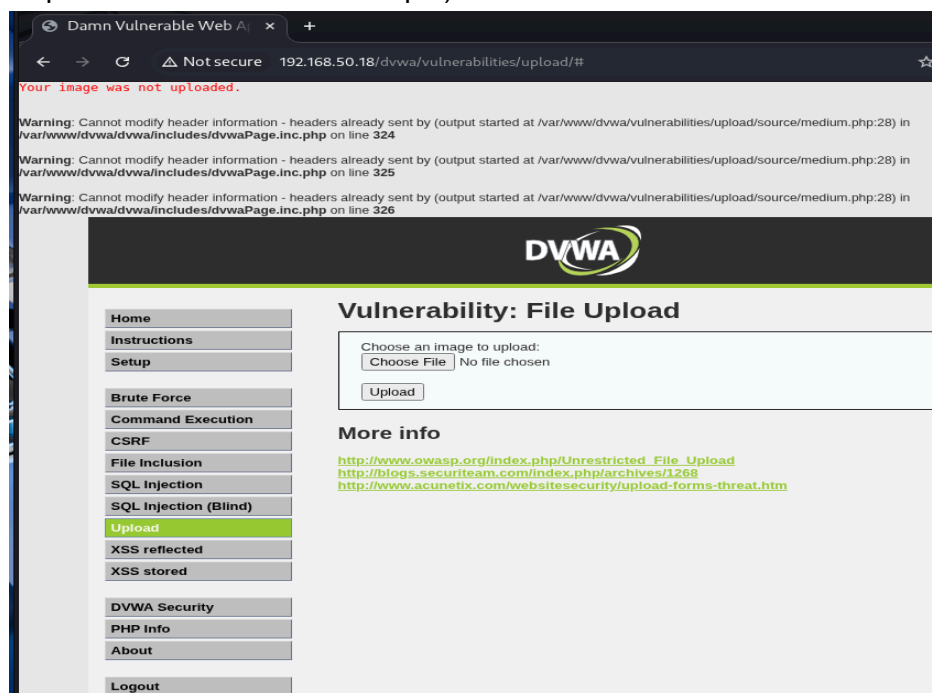 Damn Vulnerable Web A
Not secure 192.168.50.18/dvwa/vulnerabilities/upload/#
Your image was not uploaded.
Warning: Cannot modify header information - headers already sent by (output started at /var/www/dvwa/vulnerabilities/upload/source/medium.php:28) in
/var/www/dvwa/dvwa/includes/dvwaPage.inc.php on line 324
Warning: Cannot modify header information - headers already sent by (output started at /var/www/dvwa/vulnerabilities/upload/source/medium.php:28) in
/var/www/dvwa/dvwa/includes/dvwaPage.inc.php on line 325
Warning: Cannot modify header information - headers already sent by (output started at /var/www/dvwa/vulnerabilities/upload/source/medium.php:28) in
/var/www/dvwa/dvwa/includes/dvwaPage.inc.php on line 326
DVWA
Home
Instructions
Setup
Brute Force
Command Execution
CSRF
File Inclusion
SQL Injection
SQL Injection (Blind)
Upload
XSS reflected
XSS stored
DVWA Security
PHP Info
About
Logout
Vulnerability: File Upload
Choose an image to upload:
Choose File No file chosen
Upload
More info
http://www.owasp.org/index.php/Unrestricted_File_Upload
http://blogs.securiteam.com/index.php/archives/1268
http://www.acunetix.com/websitesecurity/upload-forms-threat.htm